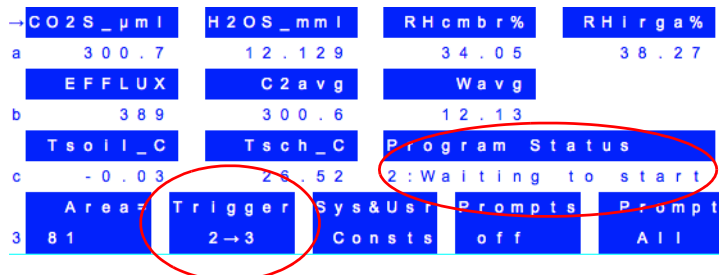 →CO2S_µml H2OS_mml RHcmbr% RHirga%
a 300.7 12.129 34.05 38.27
EFFLUX C2avg Wavg
b 389 300.6 12.13
Tsoil_C Tsch_C Program Status
c -0.03 26.52 2:Waiting to start
Area= Trigger Sys&Usr Prompts Prompt
3 81 2→3 Consts off All